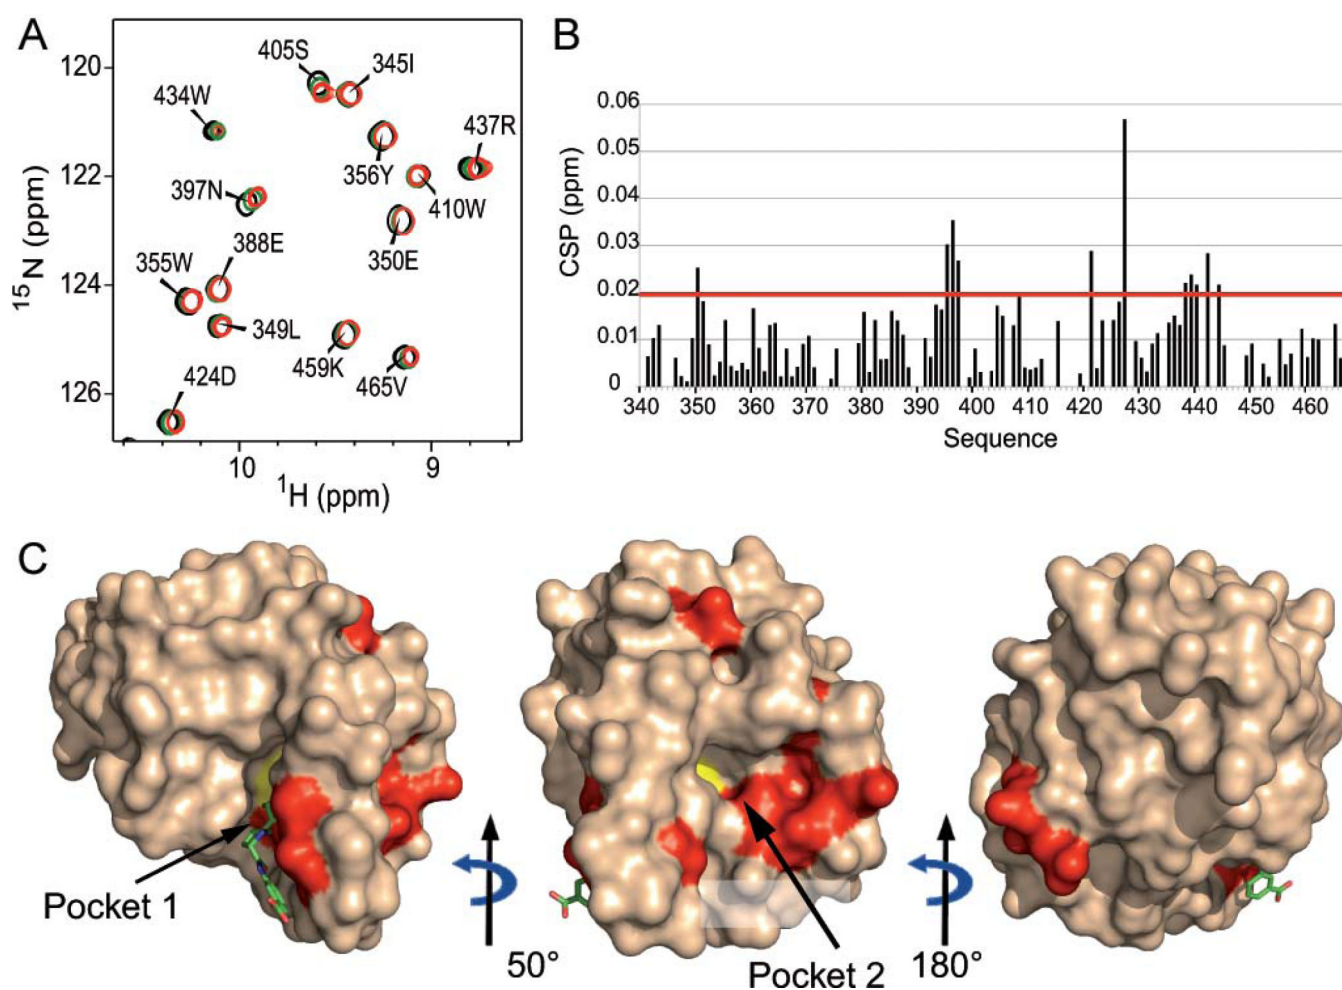 A
405S
345I
434W
437R
356Y
397N
410W
388E
350E
355W
349L
459K
465V
424D
120
122
124
126
15N (ppm)
10
9
1H (ppm)
B
0.06
0.05
0.04
0.03
0.02
0.01
0
CSP (ppm)
340 350 360 370 380 390 400 410 420 430 440 450 460
Sequence
C
Pocket 1
50°
Pocket 2
180°